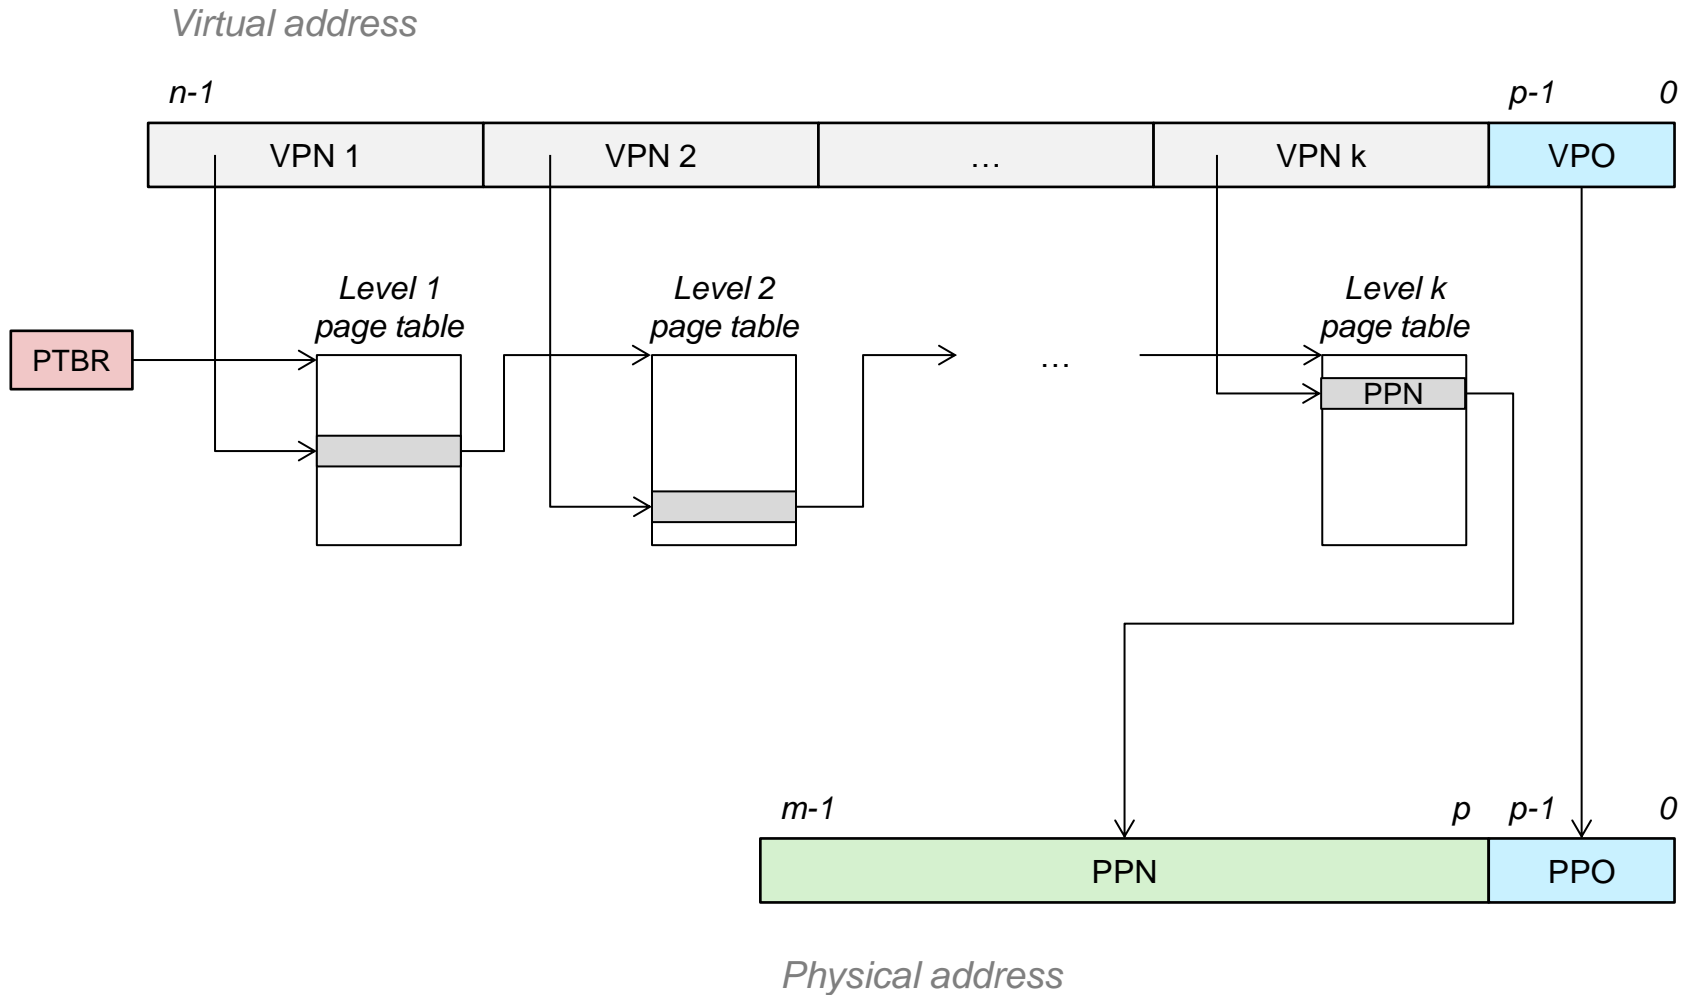 Virtual address
n-1
p-1
0
VPN 1
VPN 2
…
VPN k
VPO
Level 1
page table
Level 2
page table
Level k
page table
PTBR
…
PPN
m-1
p
p-1
0
PPN
PPO
Physical address